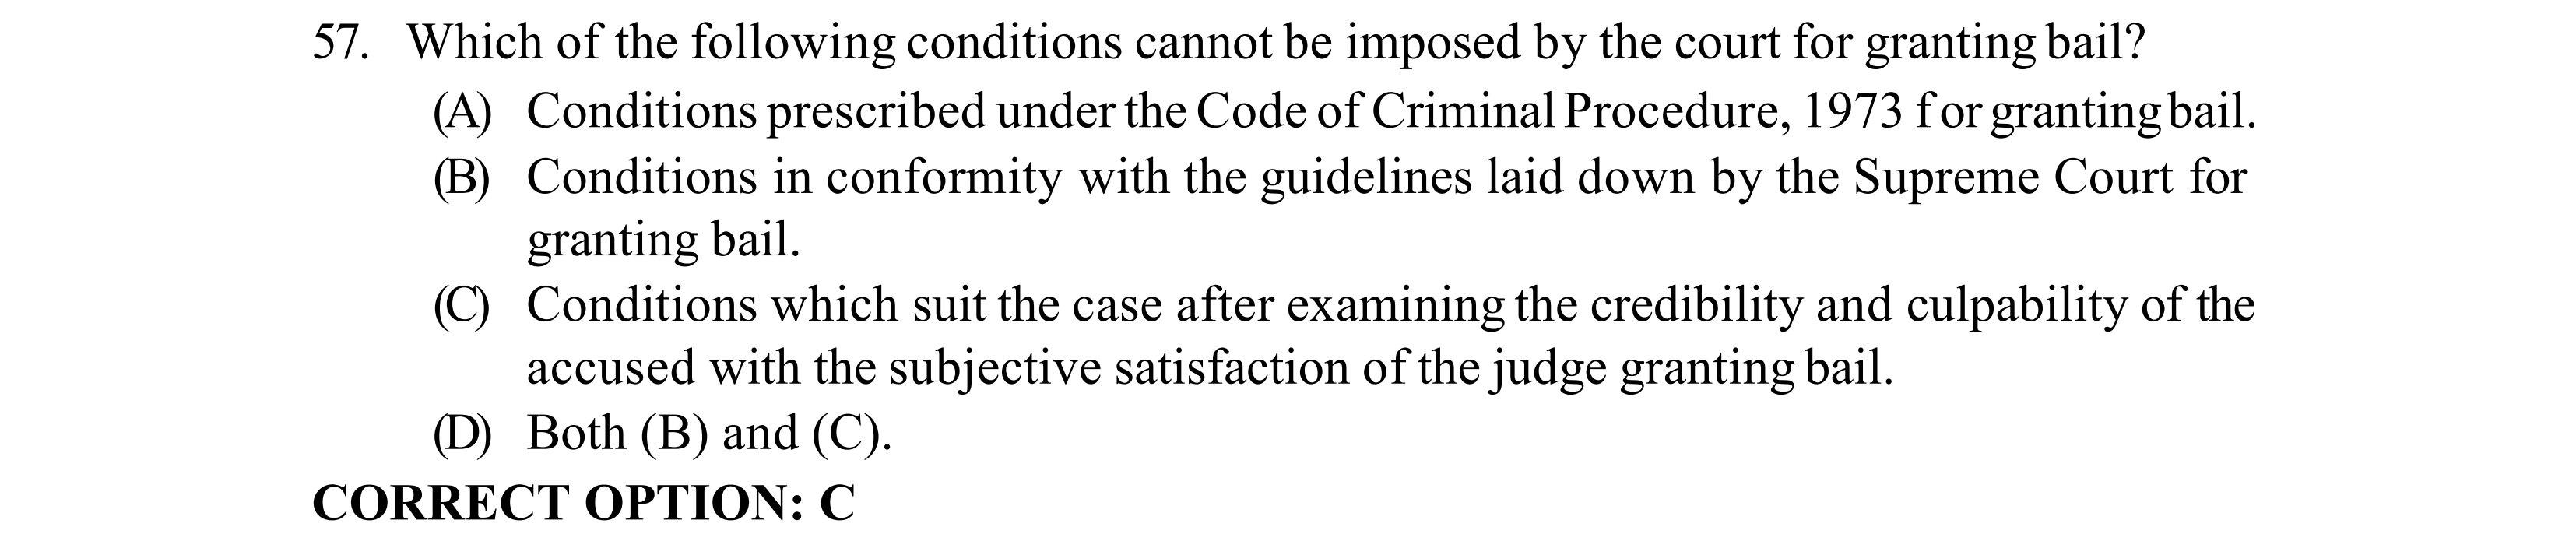 57. Which of the following conditions cannot be imposed by the court for granting bail?
(A) Conditions prescribed under the Code of Criminal Procedure, 1973 for granting bail.
(B) Conditions in conformity with the guidelines laid down by the Supreme Court for
granting bail.
(C) Conditions which suit the case after examining the credibility and culpability of the
accused with the subjective satisfaction of the judge granting bail.
(D) Both (B) and (C).
CORRECT OPTION: C